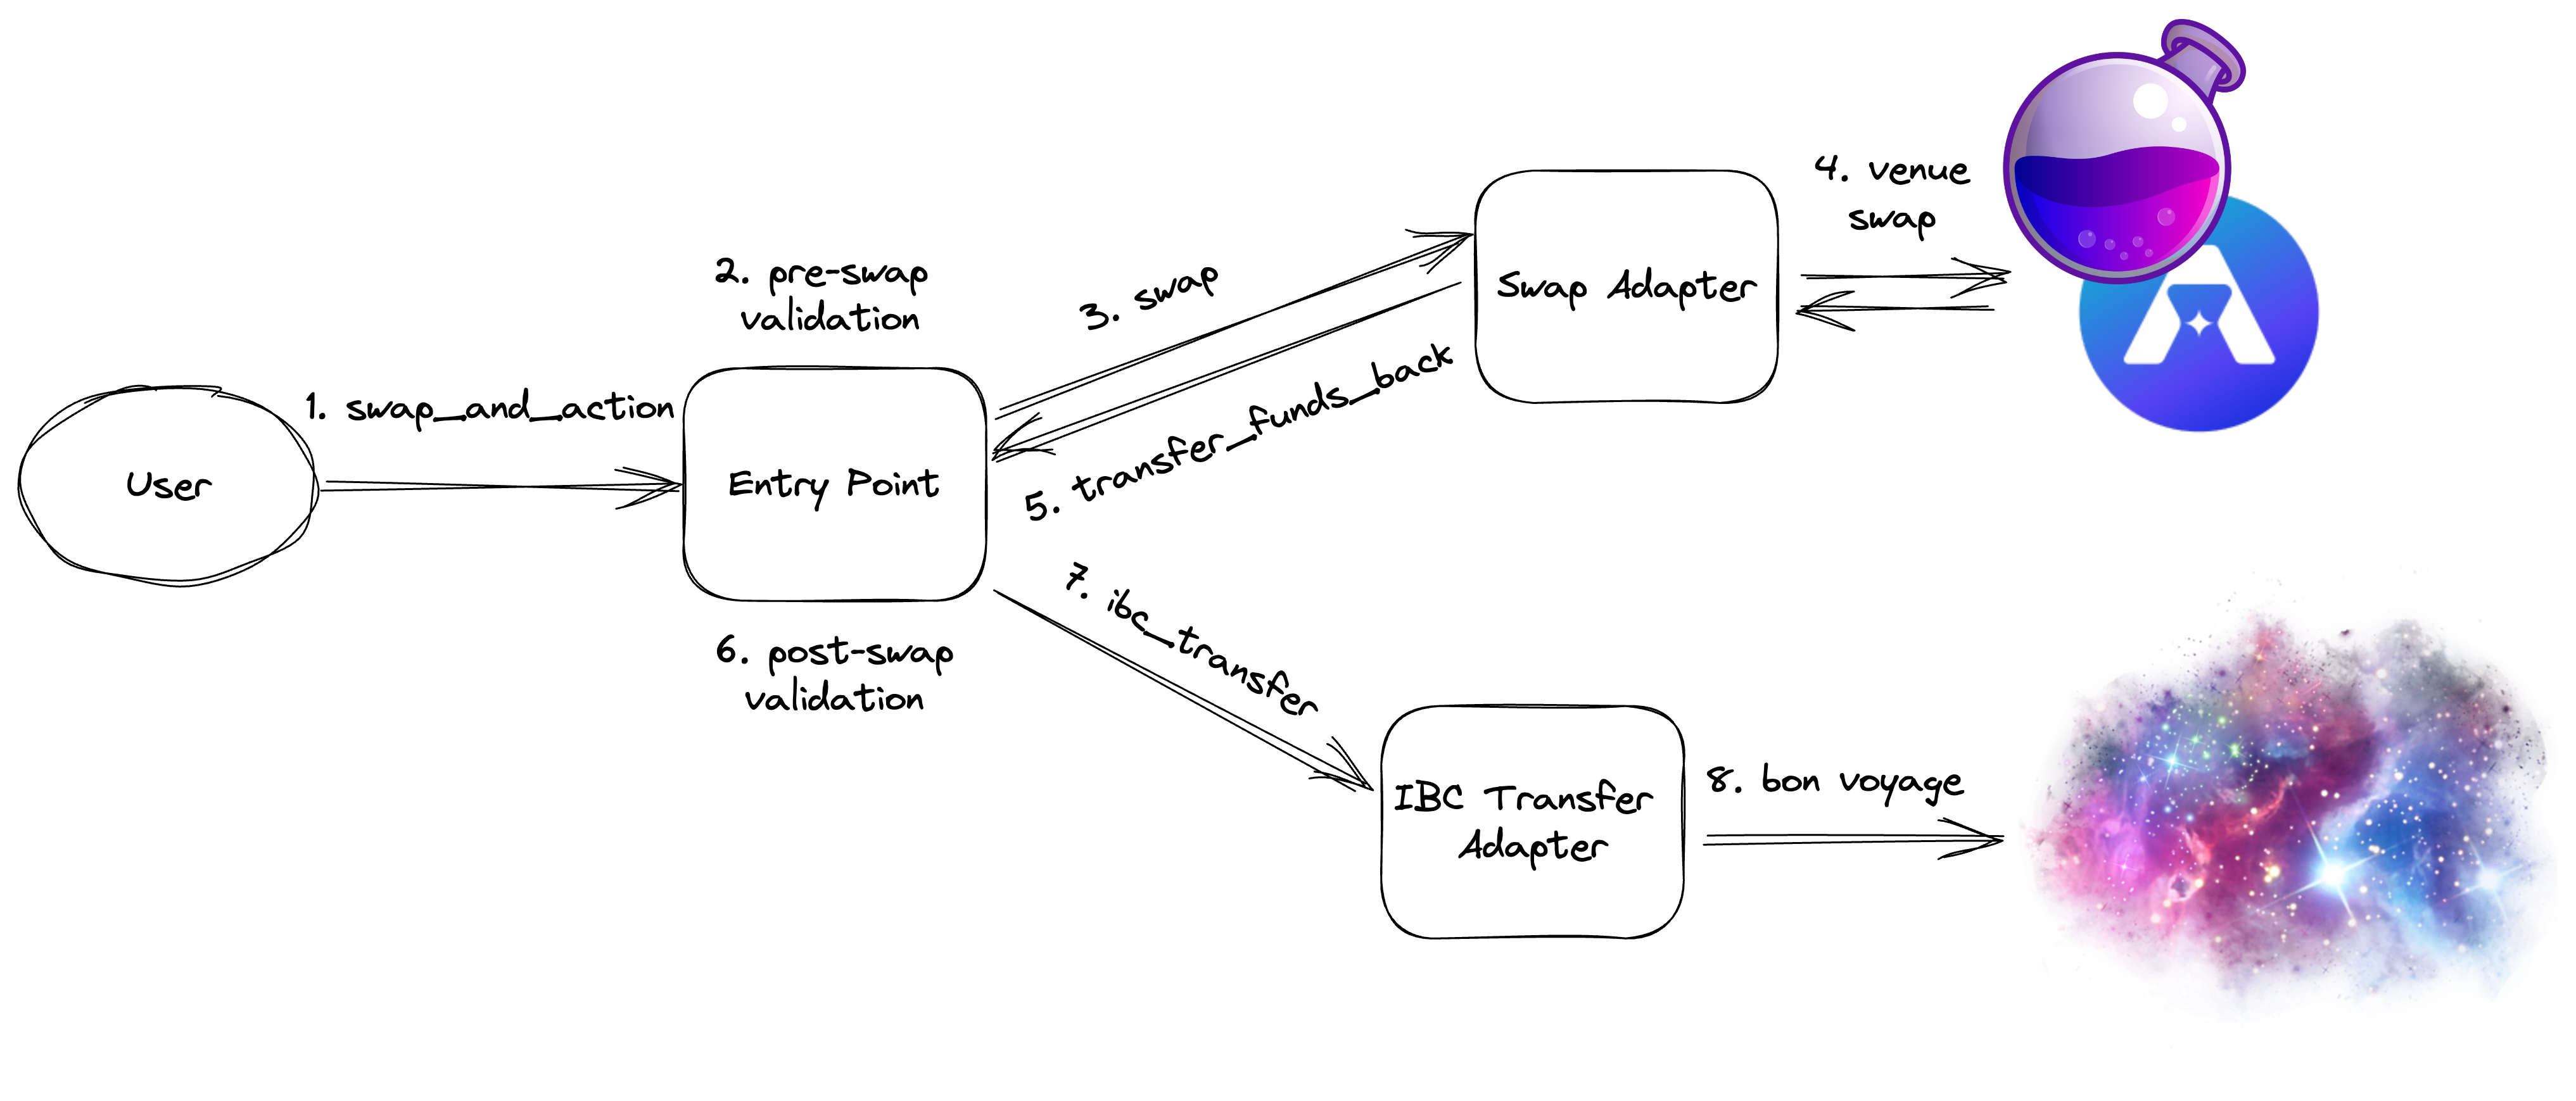 User
1. swap_and_action
2. pre-swap
validation
Entry Point
3. swap
Swap Adapter
4. venue
swap
5. transfer_funds_back
6. post-swap
validation
7. ibc_transfer
IBC Transfer
Adapter
8. bon voyage